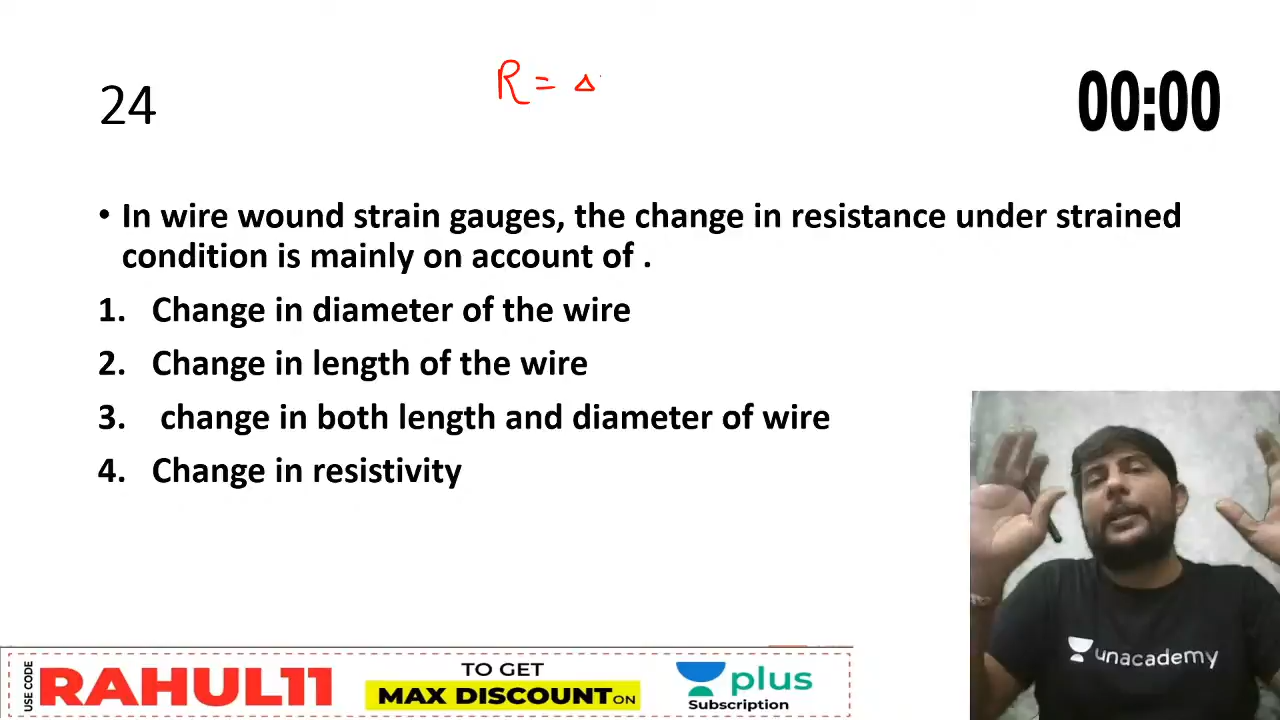 R = Δ
24
00:00
• In wire wound strain gauges, the change in resistance under strained
condition is mainly on account of .
1. Change in diameter of the wire
2. Change in length of the wire
3. change in both length and diameter of wire
4. Change in resistivity
unacademy
USE CODE
RAHUL11
TO GET
MAX DISCOUNT ON
plus
Subscription